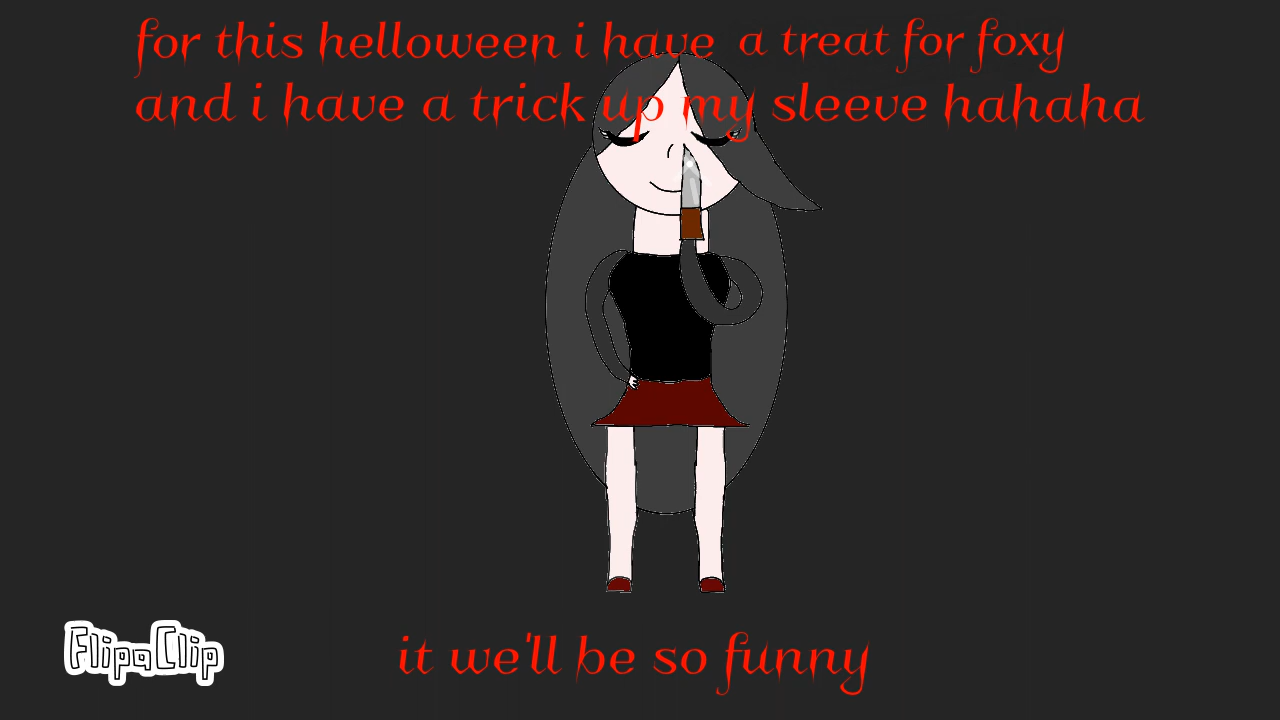 for this helloween i have a treat for foxy
and i have a trick up my sleeve hahaha
it we'll be so funny
FlipaClip